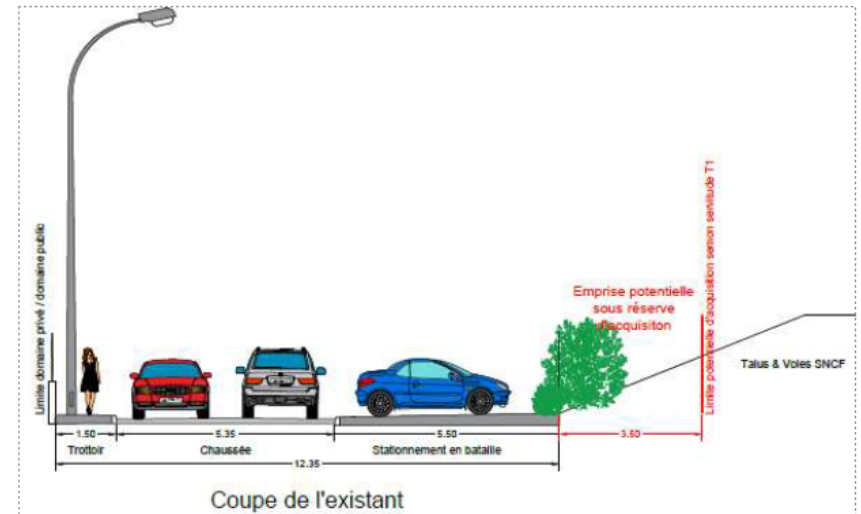 Limite domaine privé / domaine public
Emprise potentielle
sous réserve
d'acquisiton
Limite potentielle d'acquisition senion servitude T1
Talus & Voies SNCF
1.50
5.35
5.50
3.50
Trottoir
Chaussée
Stationnement en bataille
12.35
Coupe de l'existant